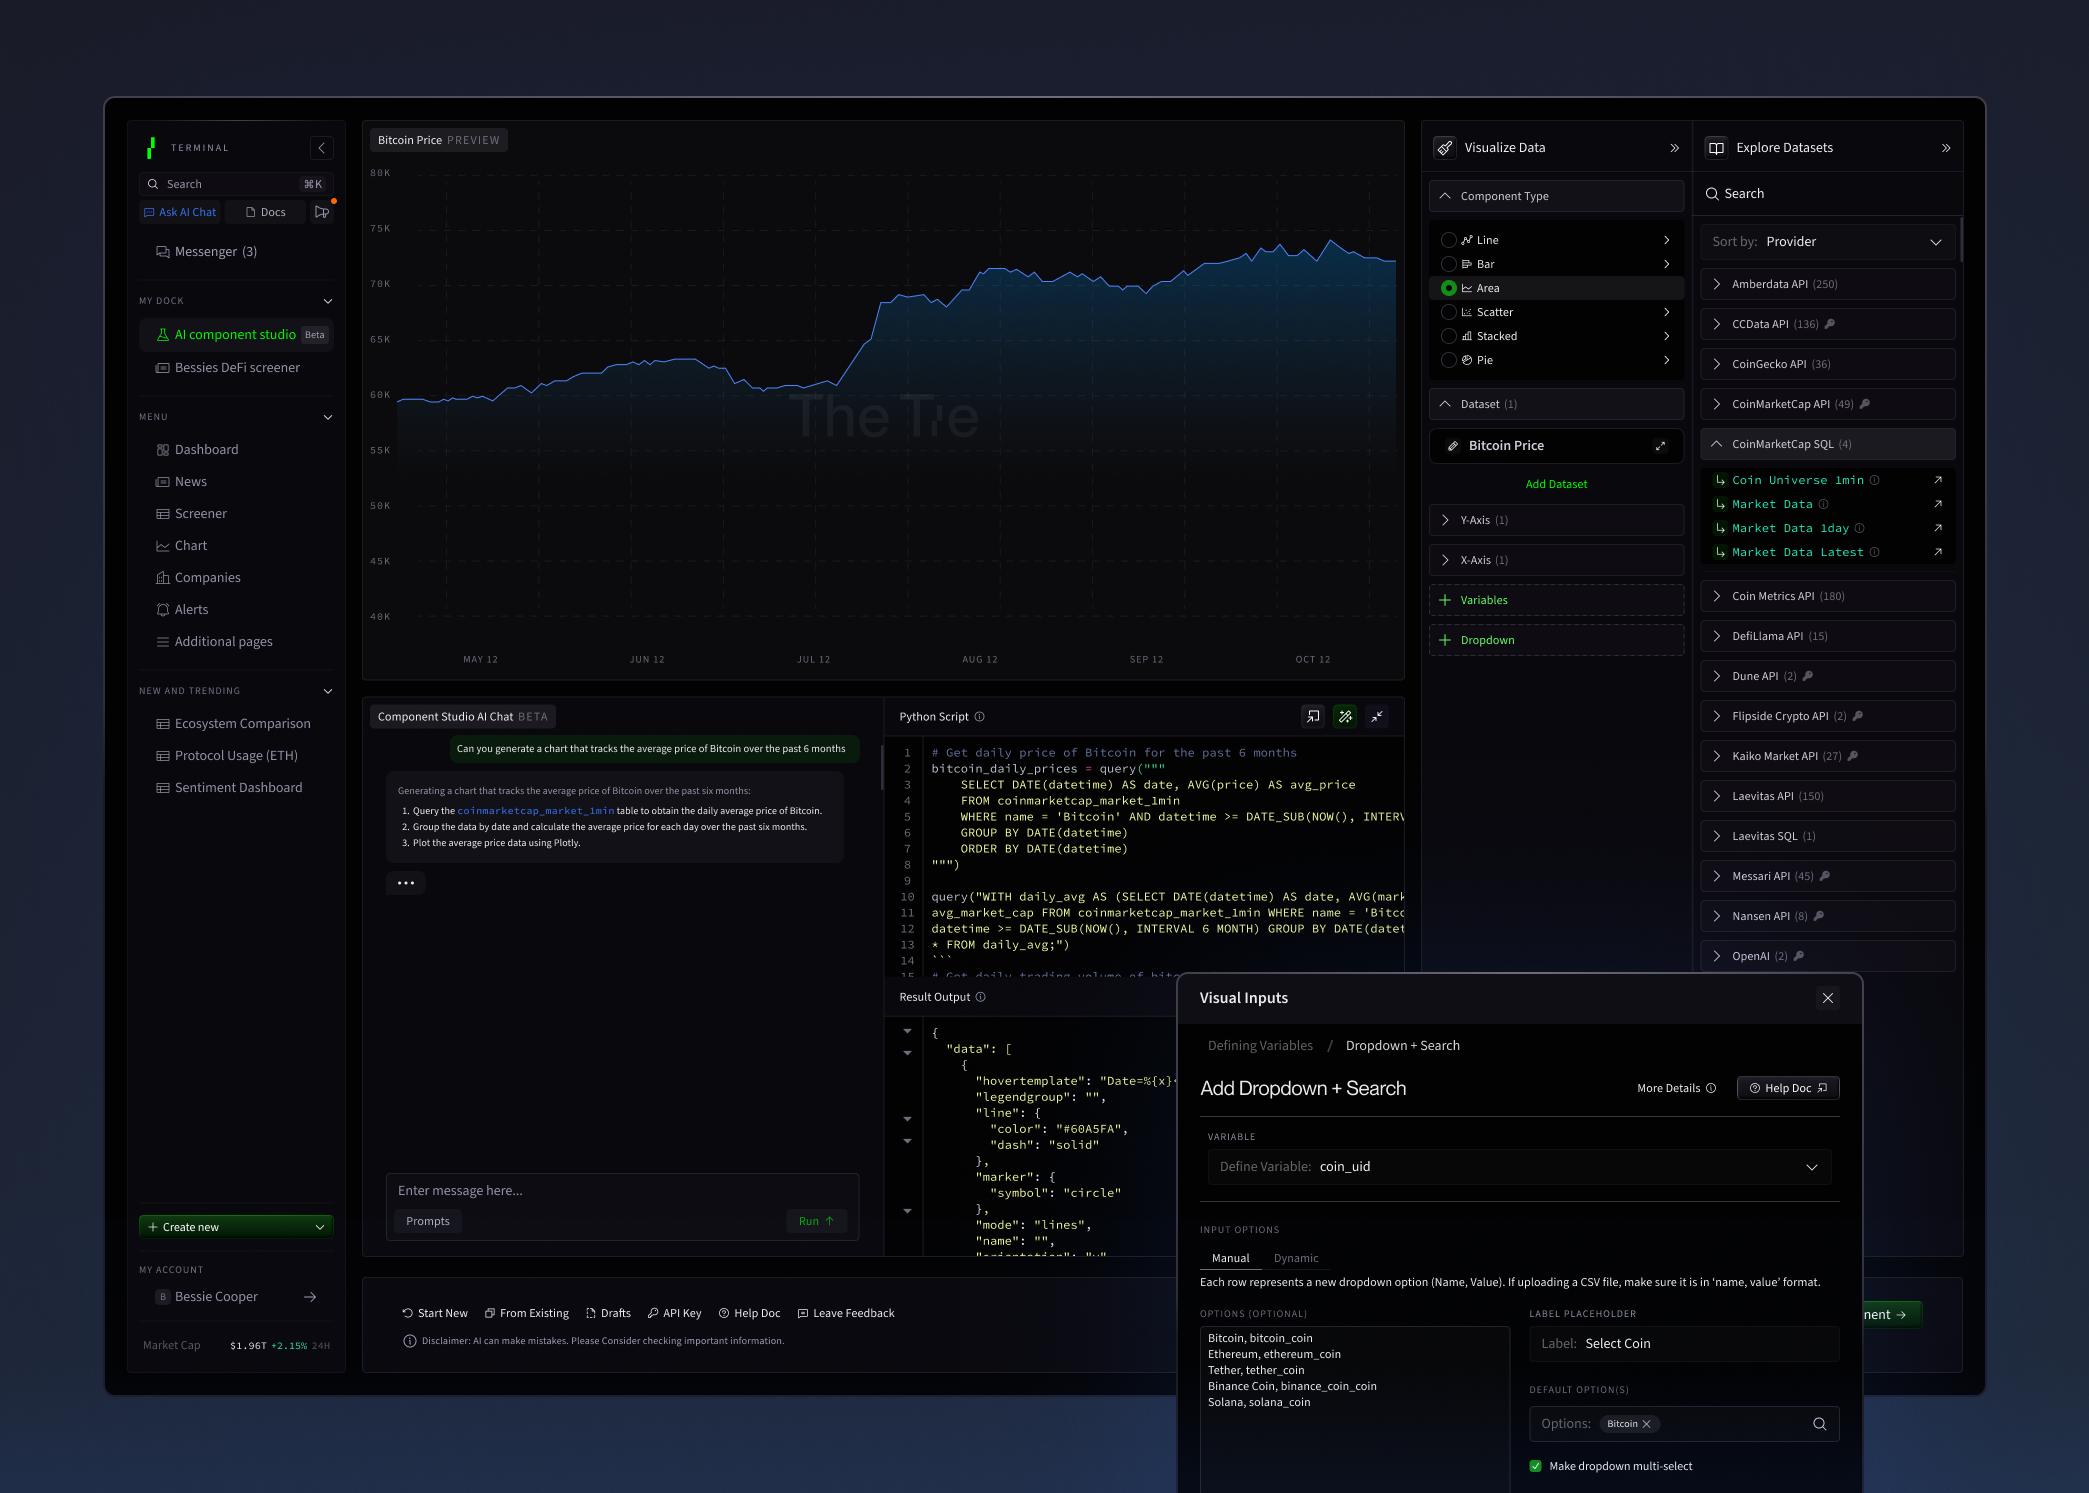 TERMINAL
Search ⌘K
Ask AI Chat
Docs
Messenger (3)
MY DOCK
AI component studio Beta
Bessies DeFi screener
MENU
Dashboard
News
Screener
Chart
Companies
Alerts
Additional pages
NEW AND TRENDING
Ecosystem Comparison
Protocol Usage (ETH)
Sentiment Dashboard
+ Create new
MY ACCOUNT
B Bessie Cooper
Market Cap $1.96T +2.15% 24H
Bitcoin Price PREVIEW
80K
75K
70K
65K
60K
55K
50K
45K
40K
The Tie
MAY 12 JUN 12 JUL 12 AUG 12 SEP 12 OCT 12
Component Studio AI Chat BETA
Can you generate a chart that tracks the average price of Bitcoin over the past 6 months
Generating a chart that tracks the average price of Bitcoin over the past six months:
1. Query the coinmarketcap_market_1min table to obtain the daily average price of Bitcoin.
2. Group the data by date and calculate the average price for each day over the past six months.
3. Plot the average price data using Plotly.
Enter message here...
Prompts
Run ↑
Python Script
1 # Get daily price of Bitcoin for the past 6 months
2 bitcoin_daily_prices = query("""
3 SELECT DATE(datetime) AS date, AVG(price) AS avg_price
4 FROM coinmarketcap_market_1min
5 WHERE name = 'Bitcoin' AND datetime >= DATE_SUB(NOW(), INTERV
6 GROUP BY DATE(datetime)
7 ORDER BY DATE(datetime)
8 """)
9
10 query("WITH daily_avg AS (SELECT DATE(datetime) AS date, AVG(mark
11 avg_market_cap FROM coinmarketcap_market_1min WHERE name = 'Bitco
12 datetime >= DATE_SUB(NOW(), INTERVAL 6 MONTH) GROUP BY DATE(datet
13 * FROM daily_avg;")
14 ```
15 # Get daily trading volume of bitc
Result Output
{
"data": [
{
"hovertemplate": "Date=%{x}<
"legendgroup": "",
"line": {
"color": "#60A5FA",
"dash": "solid"
},
"marker": {
"symbol": "circle"
},
"mode": "lines",
"name": "",
"orientation": "v"
Start New
From Existing
Drafts
API Key
Help Doc
Leave Feedback
Disclaimer: AI can make mistakes. Please Consider checking important information.
nent →
Visualize Data
Component Type
Line
Bar
Area
Scatter
Stacked
Pie
Dataset (1)
Bitcoin Price
Add Dataset
Y-Axis (1)
X-Axis (1)
+ Variables
+ Dropdown
Explore Datasets
Search
Sort by: Provider
Amberdata API (250)
CCData API (136)
CoinGecko API (36)
CoinMarketCap API (49)
CoinMarketCap SQL (4)
Coin Universe 1min
Market Data
Market Data 1day
Market Data Latest
Coin Metrics API (180)
DefiLlama API (15)
Dune API (2)
Flipside Crypto API (2)
Kaiko Market API (27)
Laevitas API (150)
Laevitas SQL (1)
Messari API (45)
Nansen API (8)
OpenAI (2)
Visual Inputs
Defining Variables / Dropdown + Search
Add Dropdown + Search
More Details
Help Doc
VARIABLE
Define Variable: coin_uid
INPUT OPTIONS
Manual Dynamic
Each row represents a new dropdown option (Name, Value). If uploading a CSV file, make sure it is in ‘name, value’ format.
OPTIONS (OPTIONAL)
Bitcoin, bitcoin_coin
Ethereum, ethereum_coin
Tether, tether_coin
Binance Coin, binance_coin_coin
Solana, solana_coin
LABEL PLACEHOLDER
Label: Select Coin
DEFAULT OPTION(S)
Options: Bitcoin ×
Make dropdown multi-select